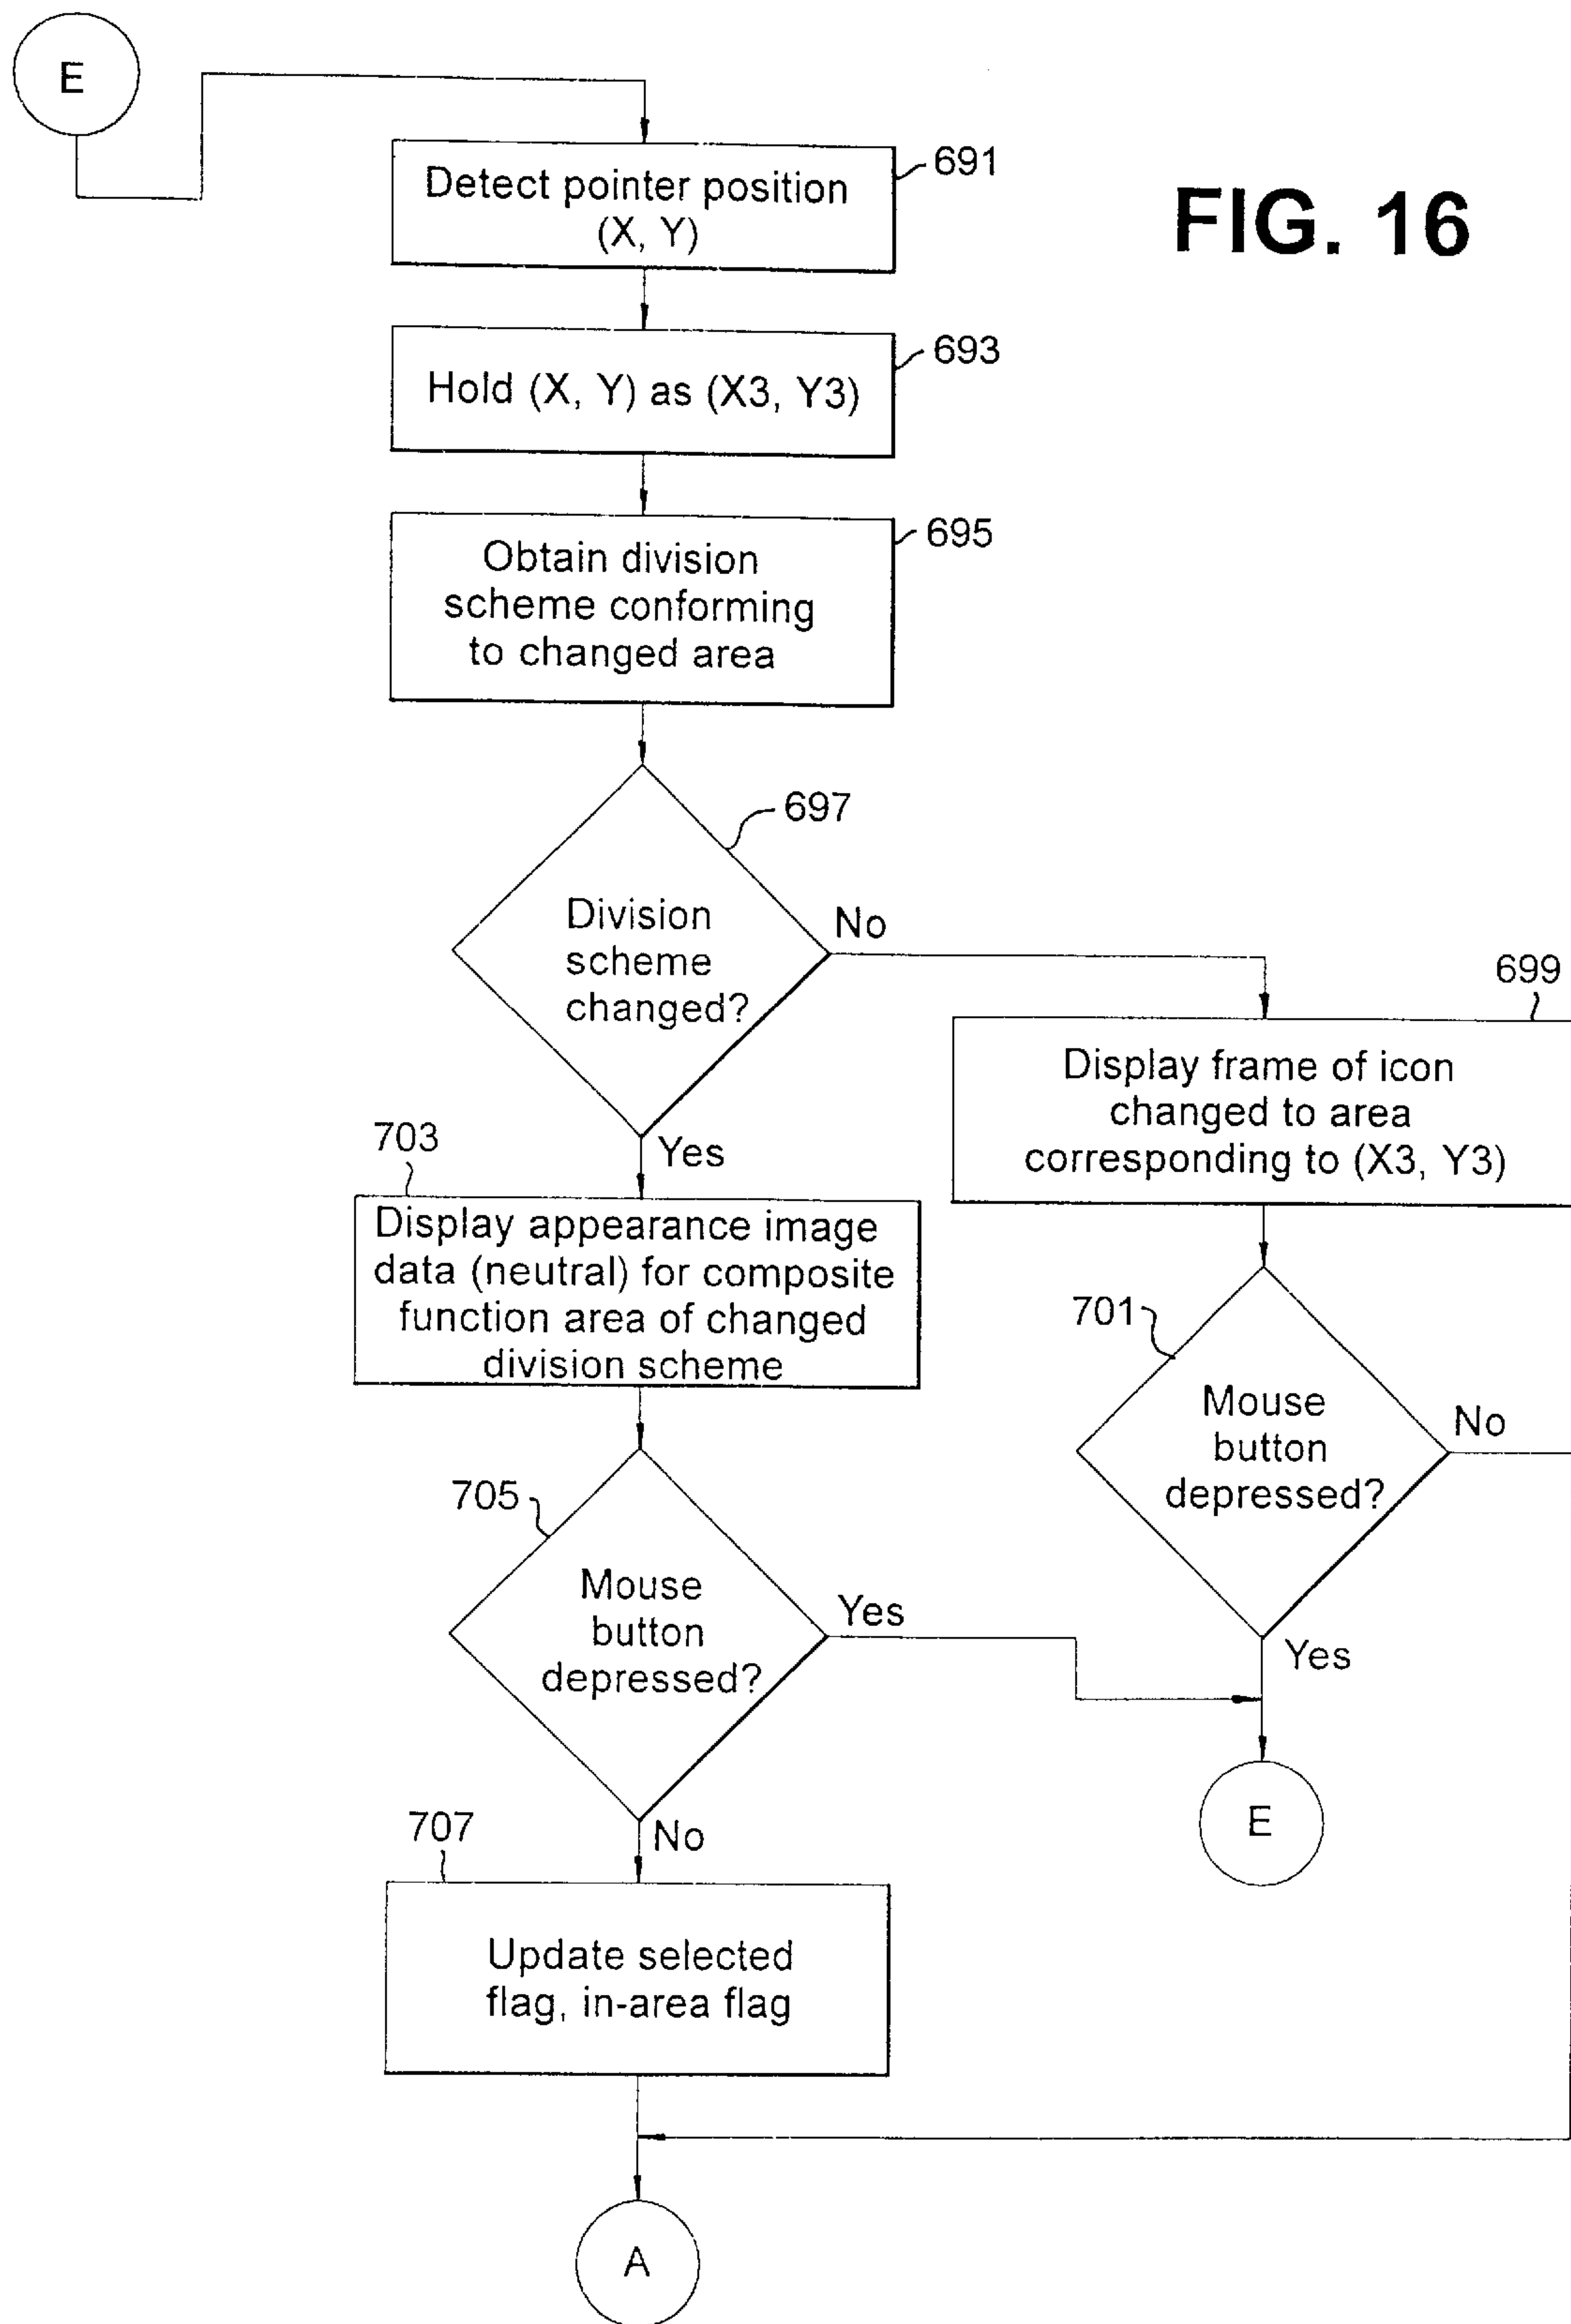 E
FIG. 16
Detect pointer position
(X, Y)
691
Hold (X, Y) as (X3, Y3)
693
Obtain division
scheme conforming
to changed area
695
697
Division
scheme
changed?
No
Yes
699
Display frame of icon
changed to area
corresponding to (X3, Y3)
703
Display appearance image
data (neutral) for composite
function area of changed
division scheme
701
Mouse
button
depressed?
No
Yes
705
Mouse
button
depressed?
Yes
No
E
707
Update selected
flag, in-area flag
A